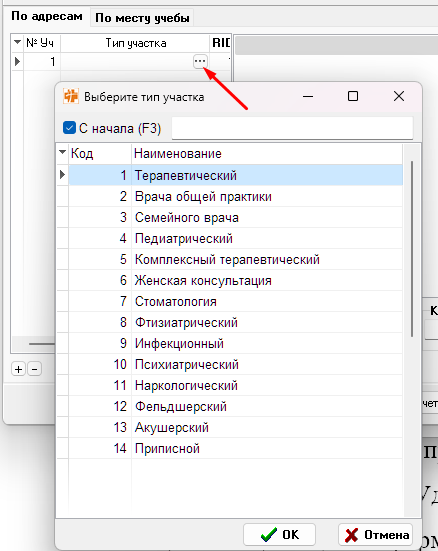 По адресам По месту учебы
№ Уч Тип участка RID
1 ...
Выберите тип участка
С начала (F3)
Код Наименование
1 Терапевтический
2 Врача общей практики
3 Семейного врача
4 Педиатрический
5 Комплексный терапевтический
6 Женская консультация
7 Стоматология
8 Фтизиатрический
9 Инфекционный
10 Психиатрический
11 Наркологический
12 Фельдшерский
13 Акушерский
14 Приписной
OK Отмена